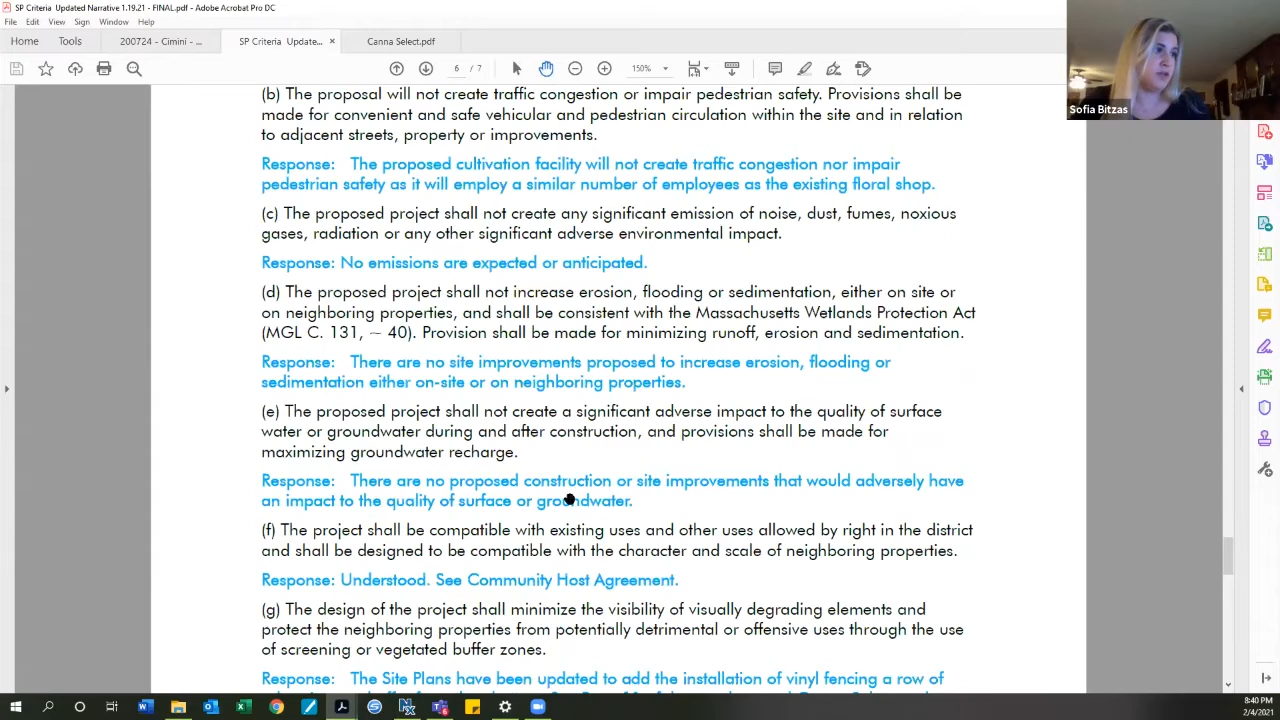 SP Criteria Updated Narrative 1.19.21 - FINAL.pdf - Adobe Acrobat Pro DC
File Edit View Sign Window Help
Home Tools 200724 - Cimini - ... SP Criteria Update... × Canna Select.pdf
6 / 7 150%
Sofia Bitzas
(b) The proposal will not create traffic congestion or impair pedestrian safety. Provisions shall be
made for convenient and safe vehicular and pedestrian circulation within the site and in relation
to adjacent streets, property or improvements.
Response: The proposed cultivation facility will not create traffic congestion nor impair
pedestrian safety as it will employ a similar number of employees as the existing floral shop.
(c) The proposed project shall not create any significant emission of noise, dust, fumes, noxious
gases, radiation or any other significant adverse environmental impact.
Response: No emissions are expected or anticipated.
(d) The proposed project shall not increase erosion, flooding or sedimentation, either on site or
on neighboring properties, and shall be consistent with the Massachusetts Wetlands Protection Act
(MGL C. 131, ~ 40). Provision shall be made for minimizing runoff, erosion and sedimentation.
Response: There are no site improvements proposed to increase erosion, flooding or
sedimentation either on-site or on neighboring properties.
(e) The proposed project shall not create a significant adverse impact to the quality of surface
water or groundwater during and after construction, and provisions shall be made for
maximizing groundwater recharge.
Response: There are no proposed construction or site improvements that would adversely have
an impact to the quality of surface or groundwater.
(f) The project shall be compatible with existing uses and other uses allowed by right in the district
and shall be designed to be compatible with the character and scale of neighboring properties.
Response: Understood. See Community Host Agreement.
(g) The design of the project shall minimize the visibility of visually degrading elements and
protect the neighboring properties from potentially detrimental or offensive uses through the use
of screening or vegetated buffer zones.
Response: The Site Plans have been updated to add the installation of vinyl fencing a row of
8:40 PM
2/4/2021